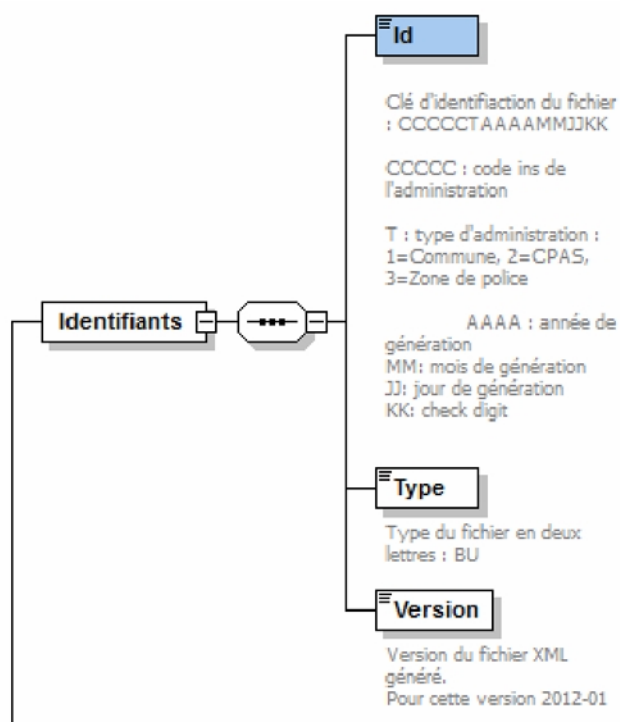 Id
Clé d'identifiaction du fichier
: CCCCCTAAAAMMJJKK
CCCCC : code ins de
l'administration
T : type d'administration :
1=Commune, 2=CPAS,
3=Zone de police
AAAA : année de
génération
MM: mois de génération
JJ: jour de génération
KK: check digit
Identifiants
Type
Type du fichier en deux
lettres : BU
Version
Version du fichier XML
généré.
Pour cette version 2012-01